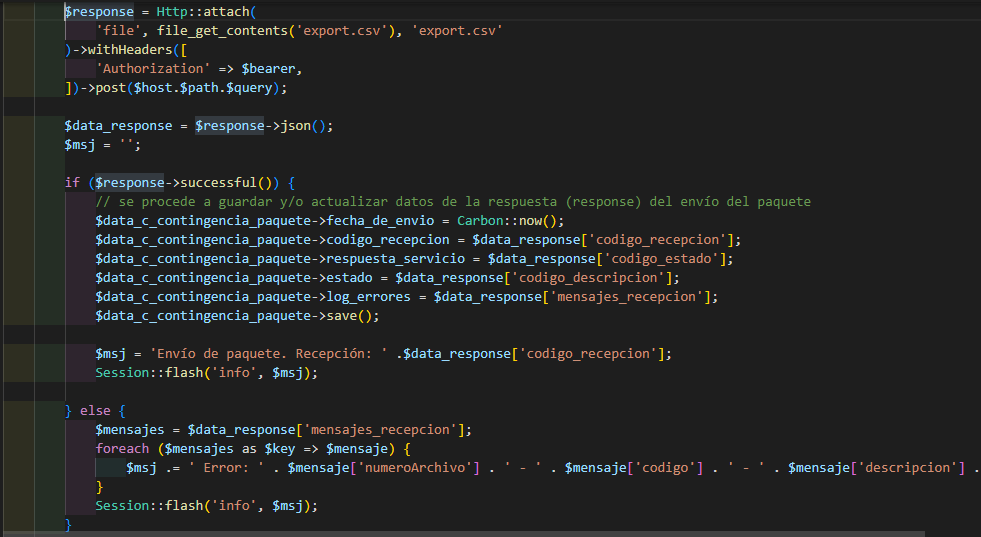 $response = Http::attach(
'file', file_get_contents('export.csv'), 'export.csv'
)->withHeaders([
'Authorization' => $bearer,
])->post($host.$path.$query);
$data_response = $response->json();
$msj = '';
if ($response->successful()) {
// se procede a guardar y/o actualizar datos de la respuesta (response) del envío del paquete
$data_c_contingencia_paquete->fecha_de_envio = Carbon::now();
$data_c_contingencia_paquete->codigo_recepcion = $data_response['codigo_recepcion'];
$data_c_contingencia_paquete->respuesta_servicio = $data_response['codigo_estado'];
$data_c_contingencia_paquete->estado = $data_response['codigo_descripcion'];
$data_c_contingencia_paquete->log_errores = $data_response['mensajes_recepcion'];
$data_c_contingencia_paquete->save();
$msj = 'Envío de paquete. Recepción: ' .$data_response['codigo_recepcion'];
Session::flash('info', $msj);
} else {
$mensajes = $data_response['mensajes_recepcion'];
foreach ($mensajes as $key => $mensaje) {
$msj .= ' Error: ' . $mensaje['numeroArchivo'] . ' - ' . $mensaje['codigo'] . ' - ' . $mensaje['descripcion'] .
}
Session::flash('info', $msj);
}